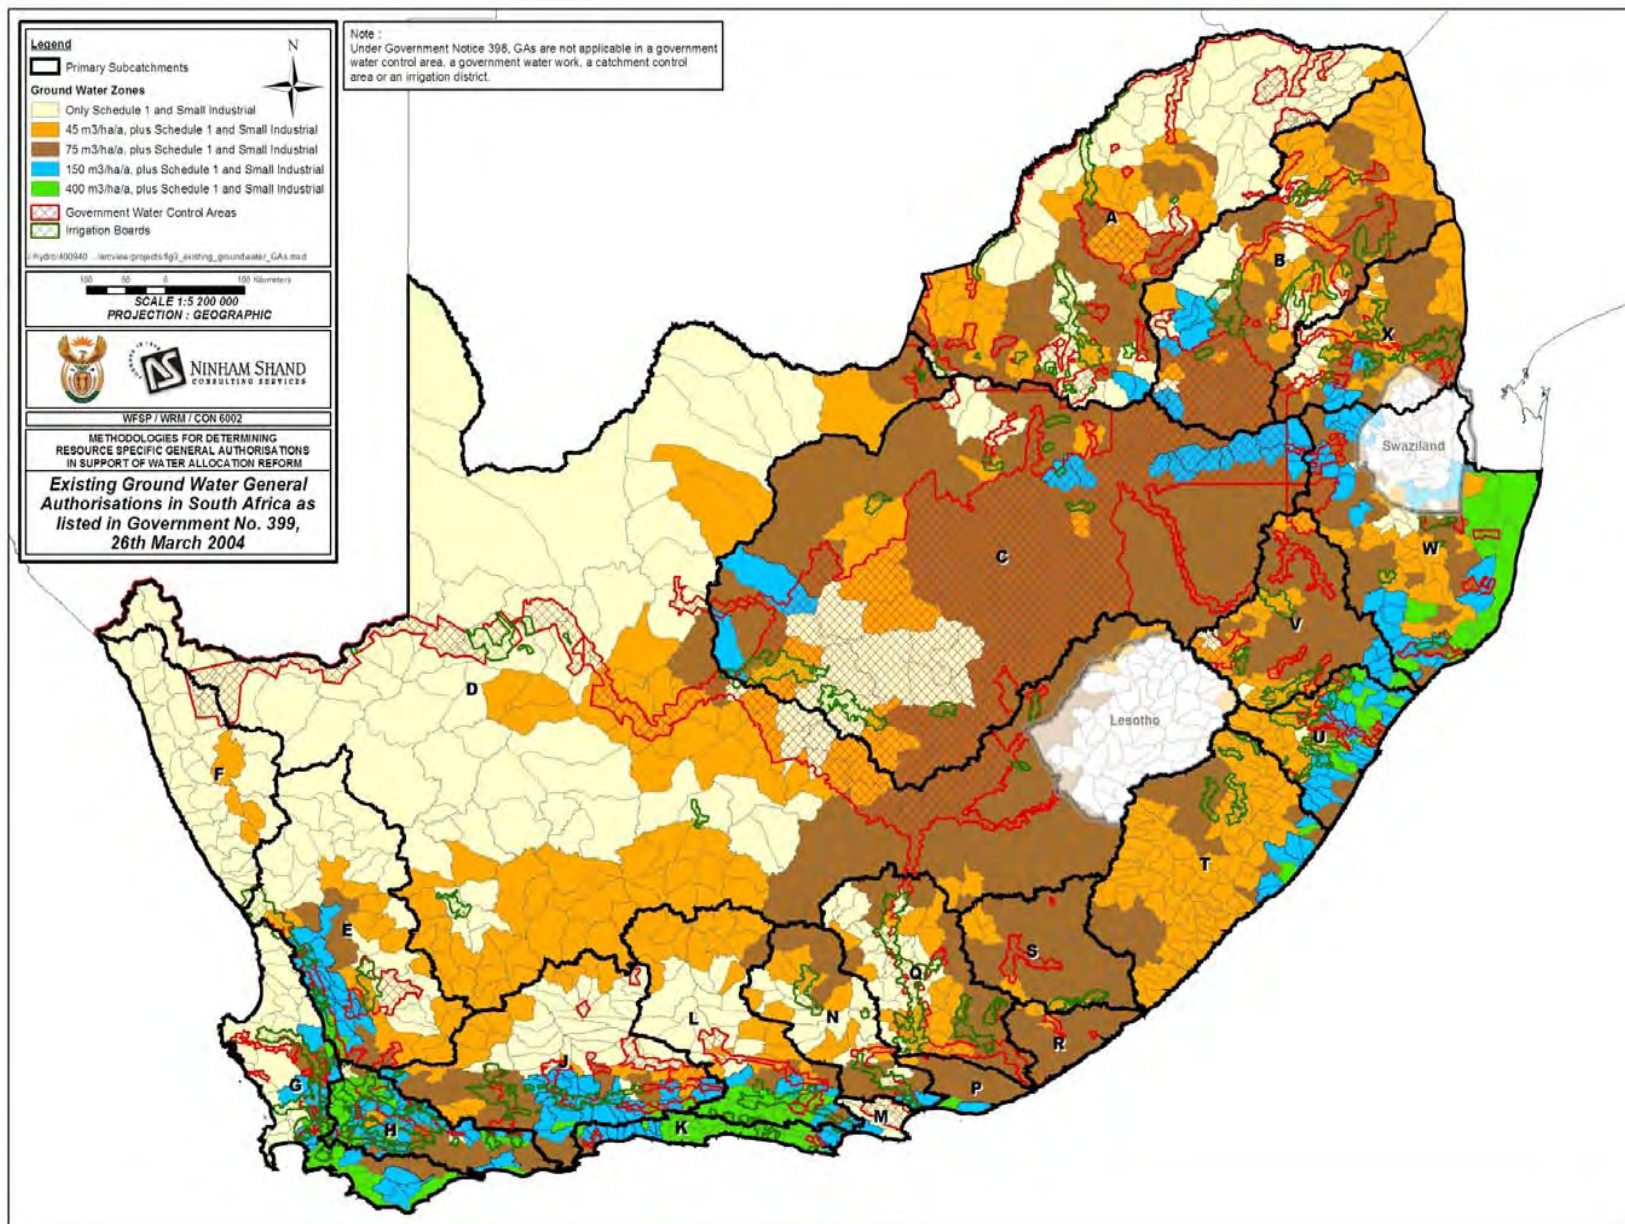 Legend
N
Primary Subcatchments
Ground Water Zones
Only Schedule 1 and Small Industrial
45 m3/ha/a, plus Schedule 1 and Small Industrial
75 m3/ha/a, plus Schedule 1 and Small Industrial
150 m3/ha/a, plus Schedule 1 and Small Industrial
400 m3/ha/a, plus Schedule 1 and Small Industrial
Government Water Control Areas
Irrigation Boards
100 50 0 100 Kilometers
SCALE 1:5 200 000
PROJECTION : GEOGRAPHIC
NINHAM SHAND
CONSULTING SERVICES
WFSP / WRM / CON 6002
METHODOLOGIES FOR DETERMINING
RESOURCE SPECIFIC GENERAL AUTHORISATIONS
IN SUPPORT OF WATER ALLOCATION REFORM
Existing Ground Water General
Authorisations in South Africa as
listed in Government No. 399,
26th March 2004
Note :
Under Government Notice 398, GAs are not applicable in a government
water control area, a government water work, a catchment control
area or an irrigation district.
A
B
X
Swaziland
W
C
V
D
Lesotho
U
F
T
E
S
Q
L
N
R
J
G
P
M
H
K